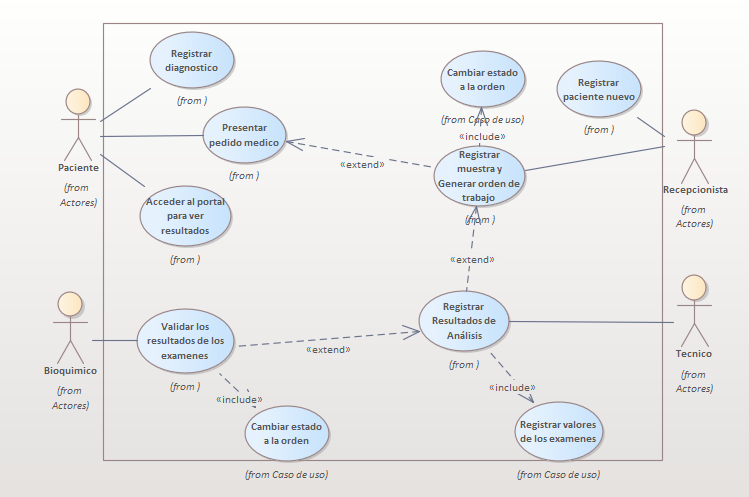 Registrar
diagnostico
(from )
Cambiar estado
a la orden
(from Caso de uso)
Registrar
paciente nuevo
(from )
Paciente
(from
Actores)
Presentar
pedido medico
(from )
«include»
«extend»
Registrar
muestra y
Generar orden de
trabajo
(from )
Recepcionista
(from
Actores)
Acceder al portal
para ver
resultados
(from )
«extend»
Bioquimico
(from
Actores)
Validar los
resultados de los
examenes
(from )
«extend»
Registrar
Resultados de
Análisis
(from )
Tecnico
(from
Actores)
«include»
«include»
Cambiar estado
a la orden
(from Caso de uso)
Registrar valores
de los examenes
(from Caso de uso)